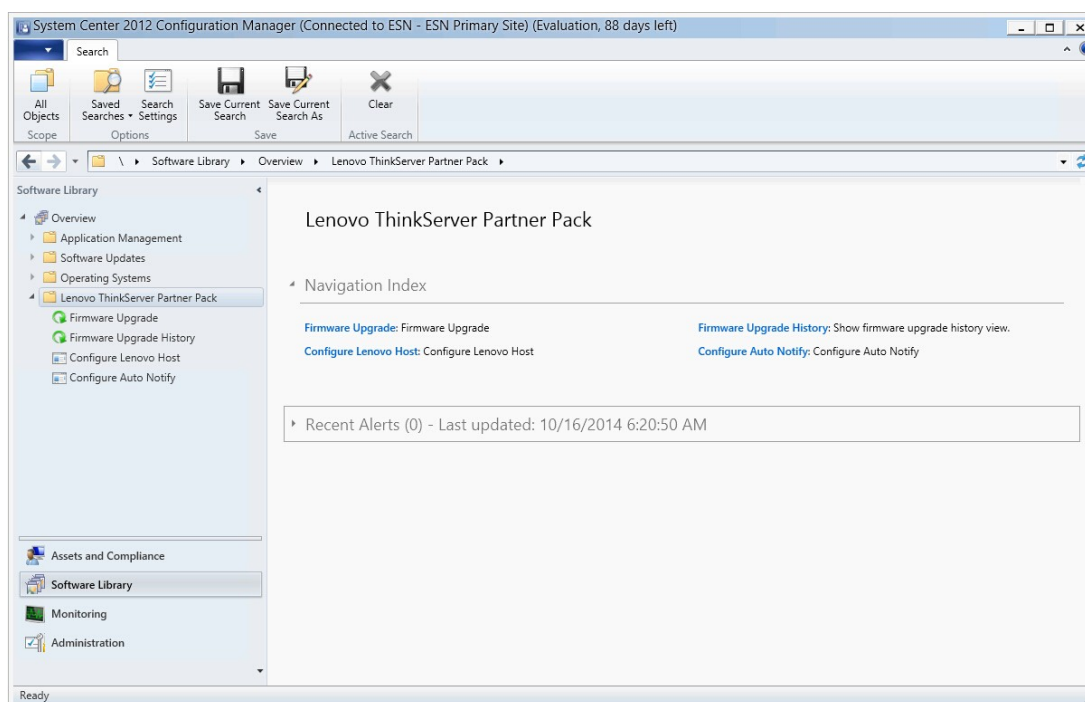 System Center 2012 Configuration Manager (Connected to ESN - ESN Primary Site) (Evaluation, 88 days left)
Search
All Objects
Saved Searches
Search Settings
Save Current Search
Save Current Search As
Clear
Scope
Options
Save
Active Search
\ Software Library Overview Lenovo ThinkServer Partner Pack
Software Library
Overview
Application Management
Software Updates
Operating Systems
Lenovo ThinkServer Partner Pack
Firmware Upgrade
Firmware Upgrade History
Configure Lenovo Host
Configure Auto Notify
Assets and Compliance
Software Library
Monitoring
Administration
Lenovo ThinkServer Partner Pack
Navigation Index
Firmware Upgrade: Firmware Upgrade
Firmware Upgrade History: Show firmware upgrade history view.
Configure Lenovo Host: Configure Lenovo Host
Configure Auto Notify: Configure Auto Notify
Recent Alerts (0) - Last updated: 10/16/2014 6:20:50 AM
Ready